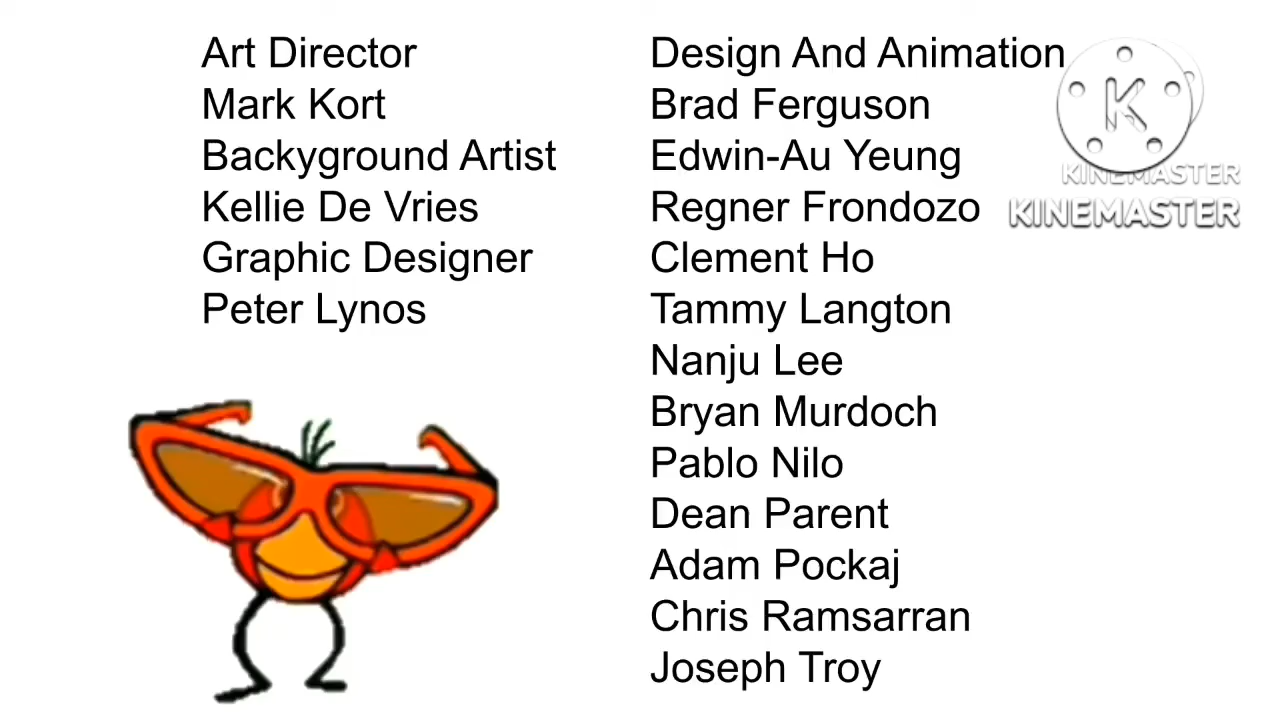 Art Director
Mark Kort
Backyground Artist
Kellie De Vries
Graphic Designer
Peter Lynos
Design And Animation
Brad Ferguson
Edwin-Au Yeung
Regner Frondozo
Clement Ho
Tammy Langton
Nanju Lee
Bryan Murdoch
Pablo Nilo
Dean Parent
Adam Pockaj
Chris Ramsarran
Joseph Troy
K
KINEMASTER
KINEMASTER